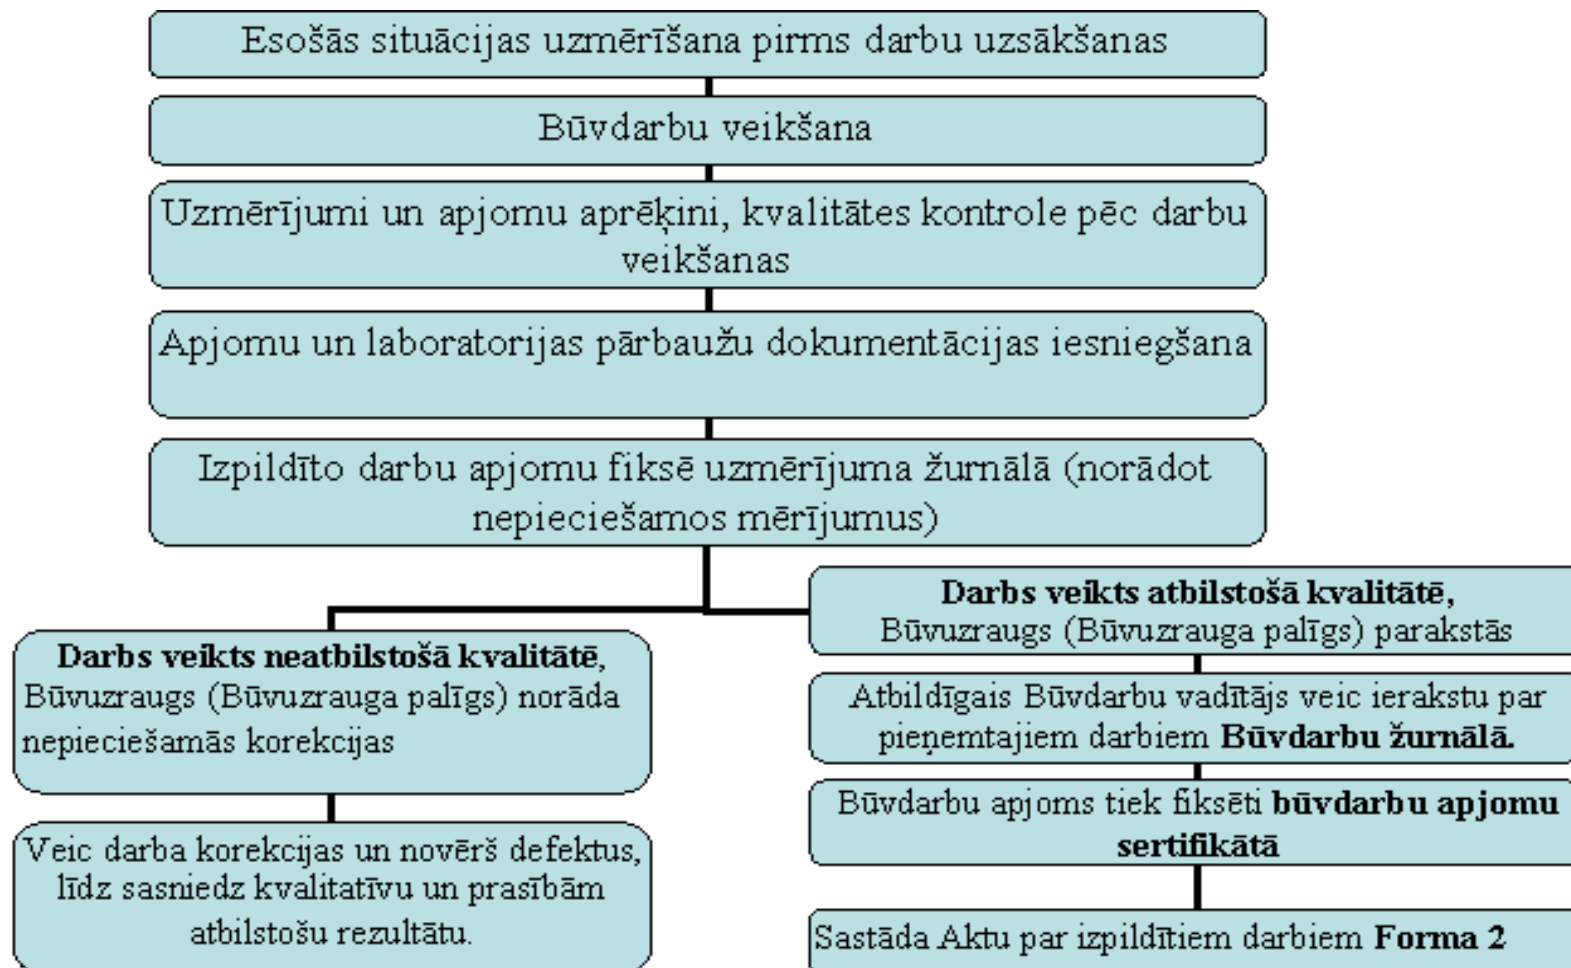 Esošās situācijas uzmērīšana pirms darbu uzsākšanas
Būvdarbu veikšana
Uzmērījumi un apjomu aprēķini, kvalitātes kontrole pēc darbu
veikšanas
Apjomu un laboratorijas pārbaužu dokumentācijas iesniegšana
Izpildīto darbu apjomu fiksē uzmērījuma žurnālā (norādot
nepieciešamos mērījumus)
Darbs veikts neatbilstošā kvalitātē,
Būvuzraugs (Būvuzrauga palīgs) norāda
nepieciešamās korekcijas
Veic darba korekcijas un novērš defektus,
līdz sasniedz kvalitatīvu un prasībām
atbilstošu rezultātu.
Darbs veikts atbilstošā kvalitātē,
Būvuzraugs (Būvuzrauga palīgs) parakstās
Atbildīgais Būvdarbu vadītājs veic ierakstu par
pieņemtajiem darbiem Būvdarbu žurnālā.
Būvdarbu apjoms tiek fiksēti būvdarbu apjomu
sertifikātā
Sastāda Aktu par izpildītiem darbiem Forma 2